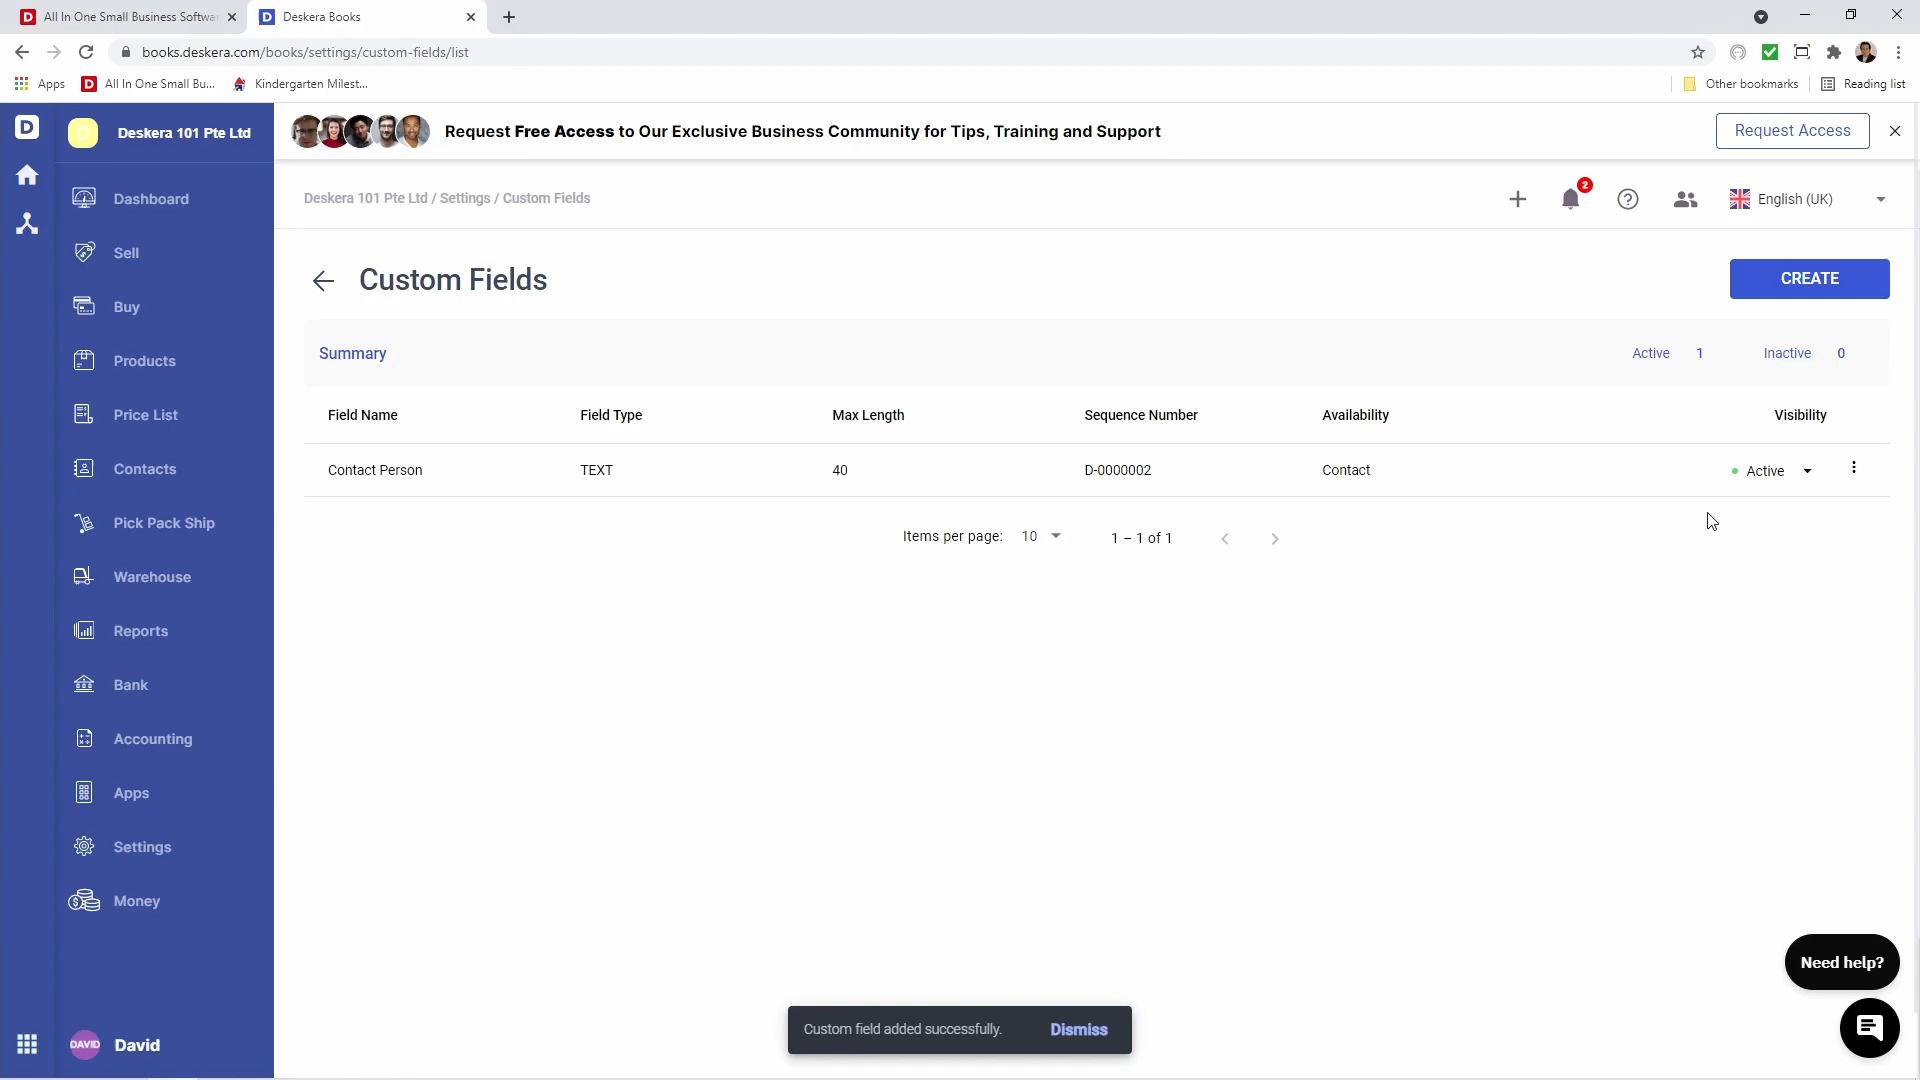 All In One Small Business Softwa
Deskera Books
books.deskera.com/books/settings/custom-fields/list
Apps
All In One Small Bu...
Kindergarten Milest...
Other bookmarks
Reading list
Deskera 101 Pte Ltd
Request Free Access to Our Exclusive Business Community for Tips, Training and Support
Request Access
Deskera 101 Pte Ltd / Settings / Custom Fields
2
English (UK)
Dashboard
Sell
Buy
Products
Price List
Contacts
Pick Pack Ship
Warehouse
Reports
Bank
Accounting
Apps
Settings
Money
DAVID
David
Custom Fields
CREATE
Summary
Active 1
Inactive 0
Field Name Field Type Max Length Sequence Number Availability Visibility
Contact Person TEXT 40 D-0000002 Contact Active
Items per page: 10 1 – 1 of 1
Need help?
Custom field added successfully. Dismiss